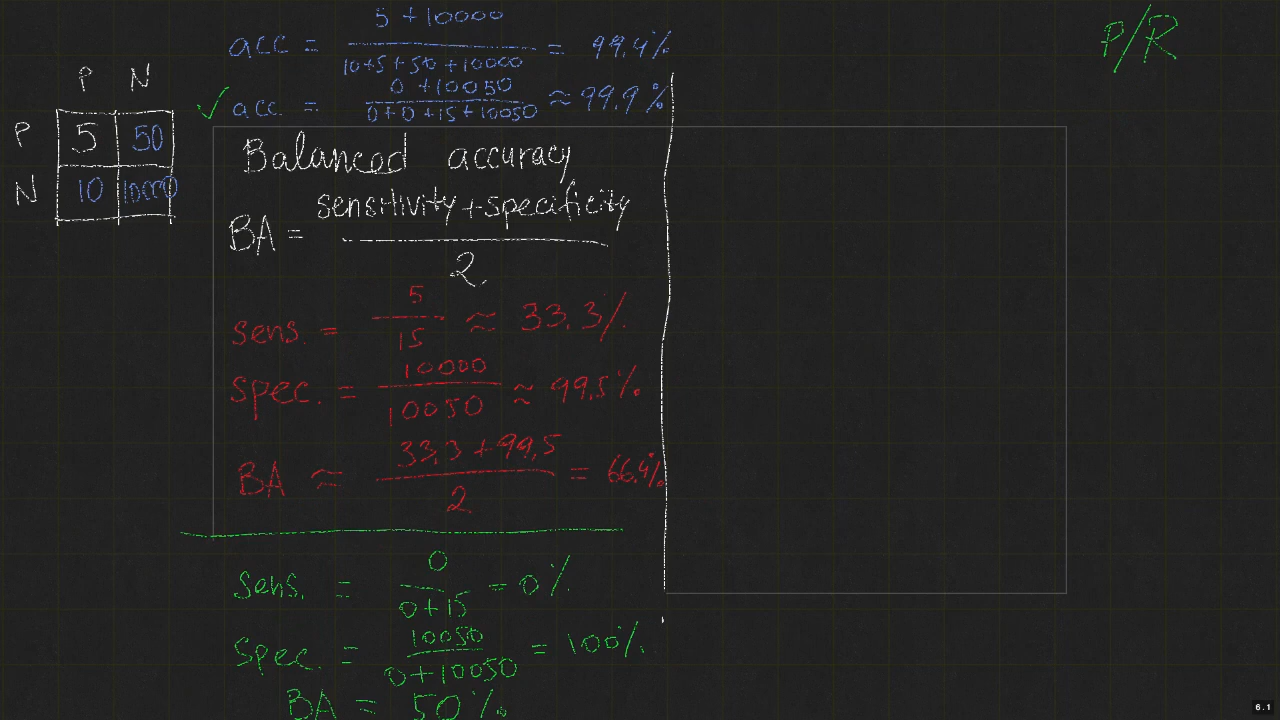 P/R
acc = (5 + 10000) / (10+5+50+10000) = 99.4%
✓ acc. = (0 + 10050) / (0+0+15+10050) ≈ 99.9%
P N
P 5 50
N 10 10000
Balanced accuracy
BA = (sensitivity + specificity) / 2
sens. = 5 / 15 ≈ 33.3%
spec. = 10000 / 10050 ≈ 99.5%
BA ≈ (33.3 + 99.5) / 2 = 66.4%
sens. = 0 / (0+15) = 0%
spec. = 10050 / (0+10050) = 100%
BA = 50%
6.1